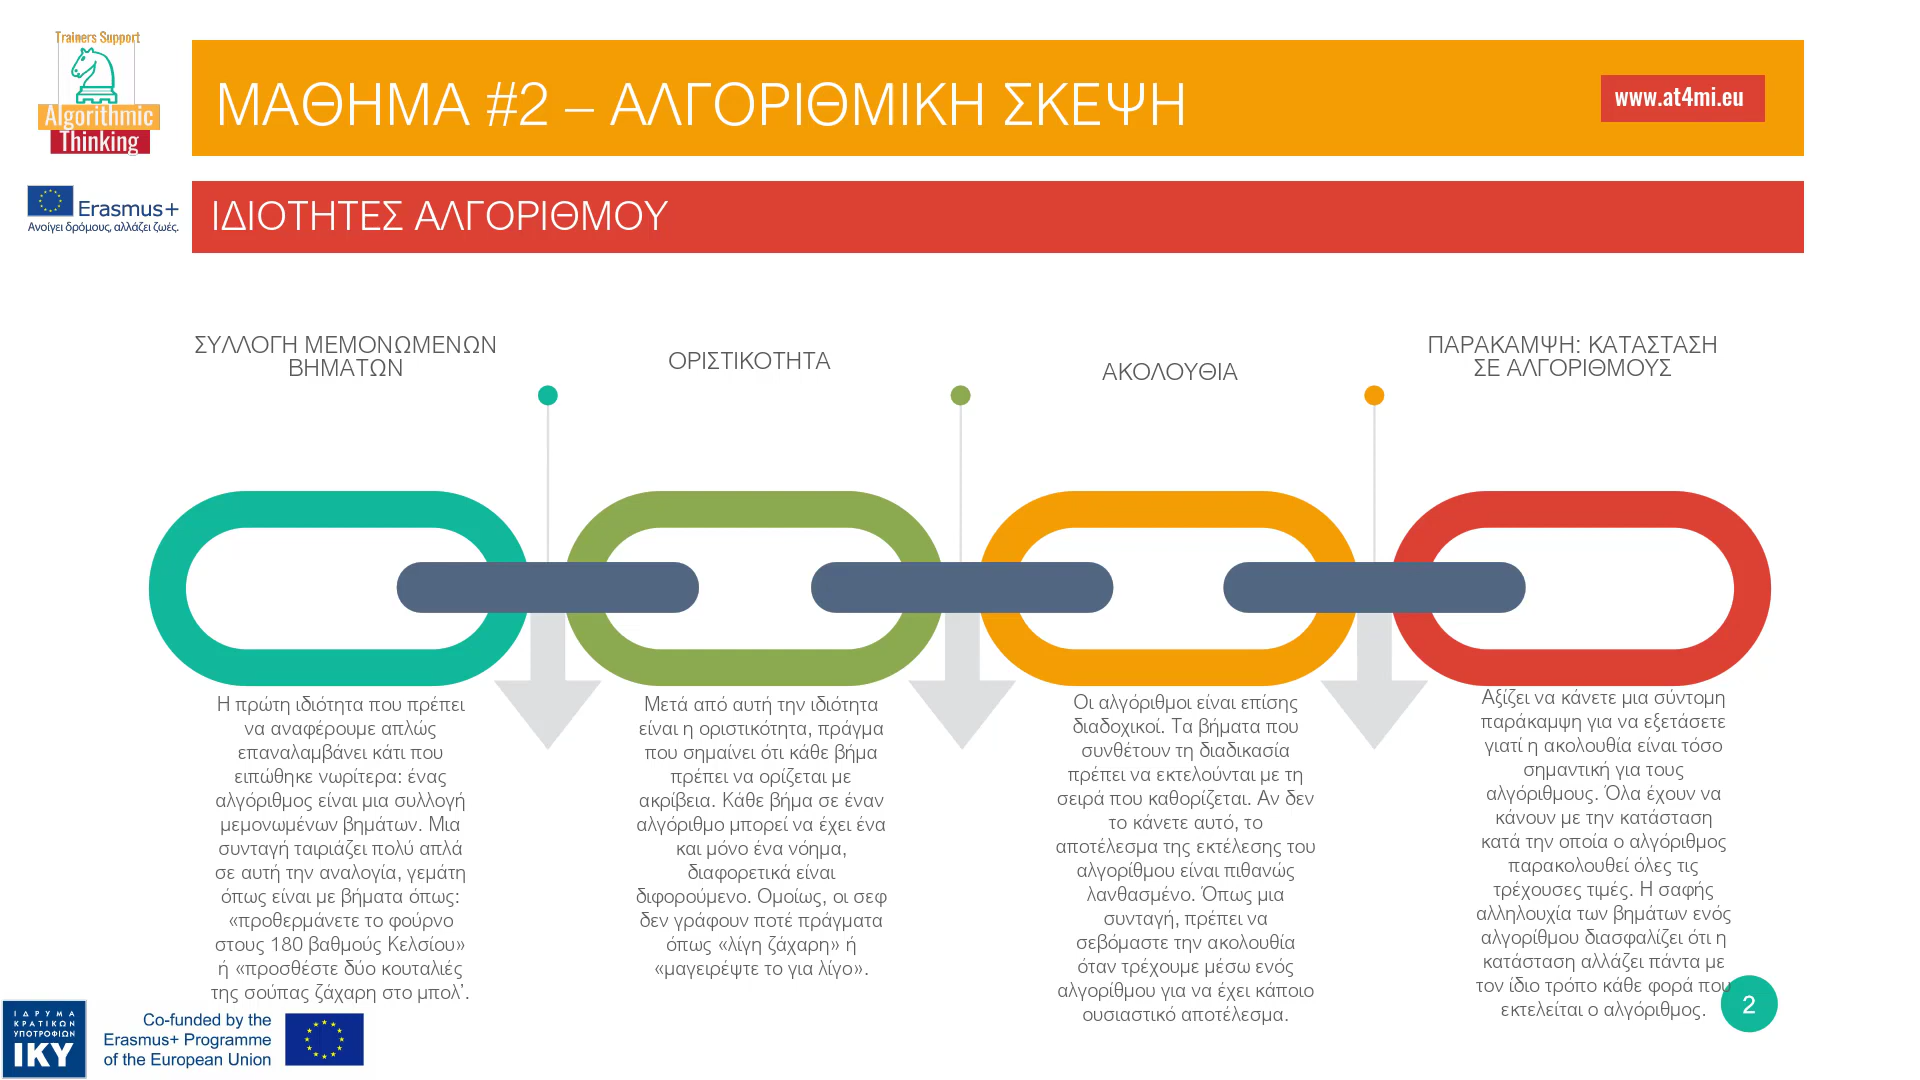 Trainers Support
Algorithmic
Thinking
ΜΑΘΗΜΑ #2 – ΑΛΓΟΡΙΘΜΙΚΗ ΣΚΕΨΗ
www.at4mi.eu
Erasmus+
Ανοίγει δρόμους, αλλάζει ζωές.
ΙΔΙΟΤΗΤΕΣ ΑΛΓΟΡΙΘΜΟΥ
ΣΥΛΛΟΓΗ ΜΕΜΟΝΩΜΕΝΩΝ
ΒΗΜΑΤΩΝ
Η πρώτη ιδιότητα που πρέπει
να αναφέρουμε απλώς
επαναλαμβάνει κάτι που
ειπώθηκε νωρίτερα: ένας
αλγόριθμος είναι μια συλλογή
μεμονωμένων βημάτων. Μια
συνταγή ταιριάζει πολύ απλά
σε αυτή την αναλογία, γεμάτη
όπως είναι με βήματα όπως:
«προθερμάνετε το φούρνο
στους 180 βαθμούς Κελσίου»
ή «προσθέστε δύο κουταλιές
της σούπας ζάχαρη στο μπολ’.
ΟΡΙΣΤΙΚΟΤΗΤΑ
Μετά από αυτή την ιδιότητα
είναι η οριστικότητα, πράγμα
που σημαίνει ότι κάθε βήμα
πρέπει να ορίζεται με
ακρίβεια. Κάθε βήμα σε έναν
αλγόριθμο μπορεί να έχει ένα
και μόνο ένα νόημα,
διαφορετικά είναι
διφορούμενο. Ομοίως, οι σεφ
δεν γράφουν ποτέ πράγματα
όπως «λίγη ζάχαρη» ή
«μαγειρέψτε το για λίγο».
ΑΚΟΛΟΥΘΙΑ
Οι αλγόριθμοι είναι επίσης
διαδοχικοί. Τα βήματα που
συνθέτουν τη διαδικασία
πρέπει να εκτελούνται με τη
σειρά που καθορίζεται. Αν δεν
το κάνετε αυτό, το
αποτέλεσμα της εκτέλεσης του
αλγορίθμου είναι πιθανώς
λανθασμένο. Όπως μια
συνταγή, πρέπει να
σεβόμαστε την ακολουθία
όταν τρέχουμε μέσω ενός
αλγορίθμου για να έχει κάποιο
ουσιαστικό αποτέλεσμα.
ΠΑΡΑΚΑΜΨΗ: ΚΑΤΑΣΤΑΣΗ
ΣΕ ΑΛΓΟΡΙΘΜΟΥΣ
Αξίζει να κάνετε μια σύντομη
παράκαμψη για να εξετάσετε
γιατί η ακολουθία είναι τόσο
σημαντική για τους
αλγόριθμους. Όλα έχουν να
κάνουν με την κατάσταση
κατά την οποία ο αλγόριθμος
παρακολουθεί όλες τις
τρέχουσες τιμές. Η σαφής
αλληλουχία των βημάτων ενός
αλγορίθμου διασφαλίζει ότι η
κατάσταση αλλάζει πάντα με
τον ίδιο τρόπο κάθε φορά που
εκτελείται ο αλγόριθμος.
2
ΙΔΡΥΜΑ
ΚΡΑΤΙΚΩΝ
ΥΠΟΤΡΟΦΙΩΝ
ΙΚΥ
Co-funded by the
Erasmus+ Programme
of the European Union